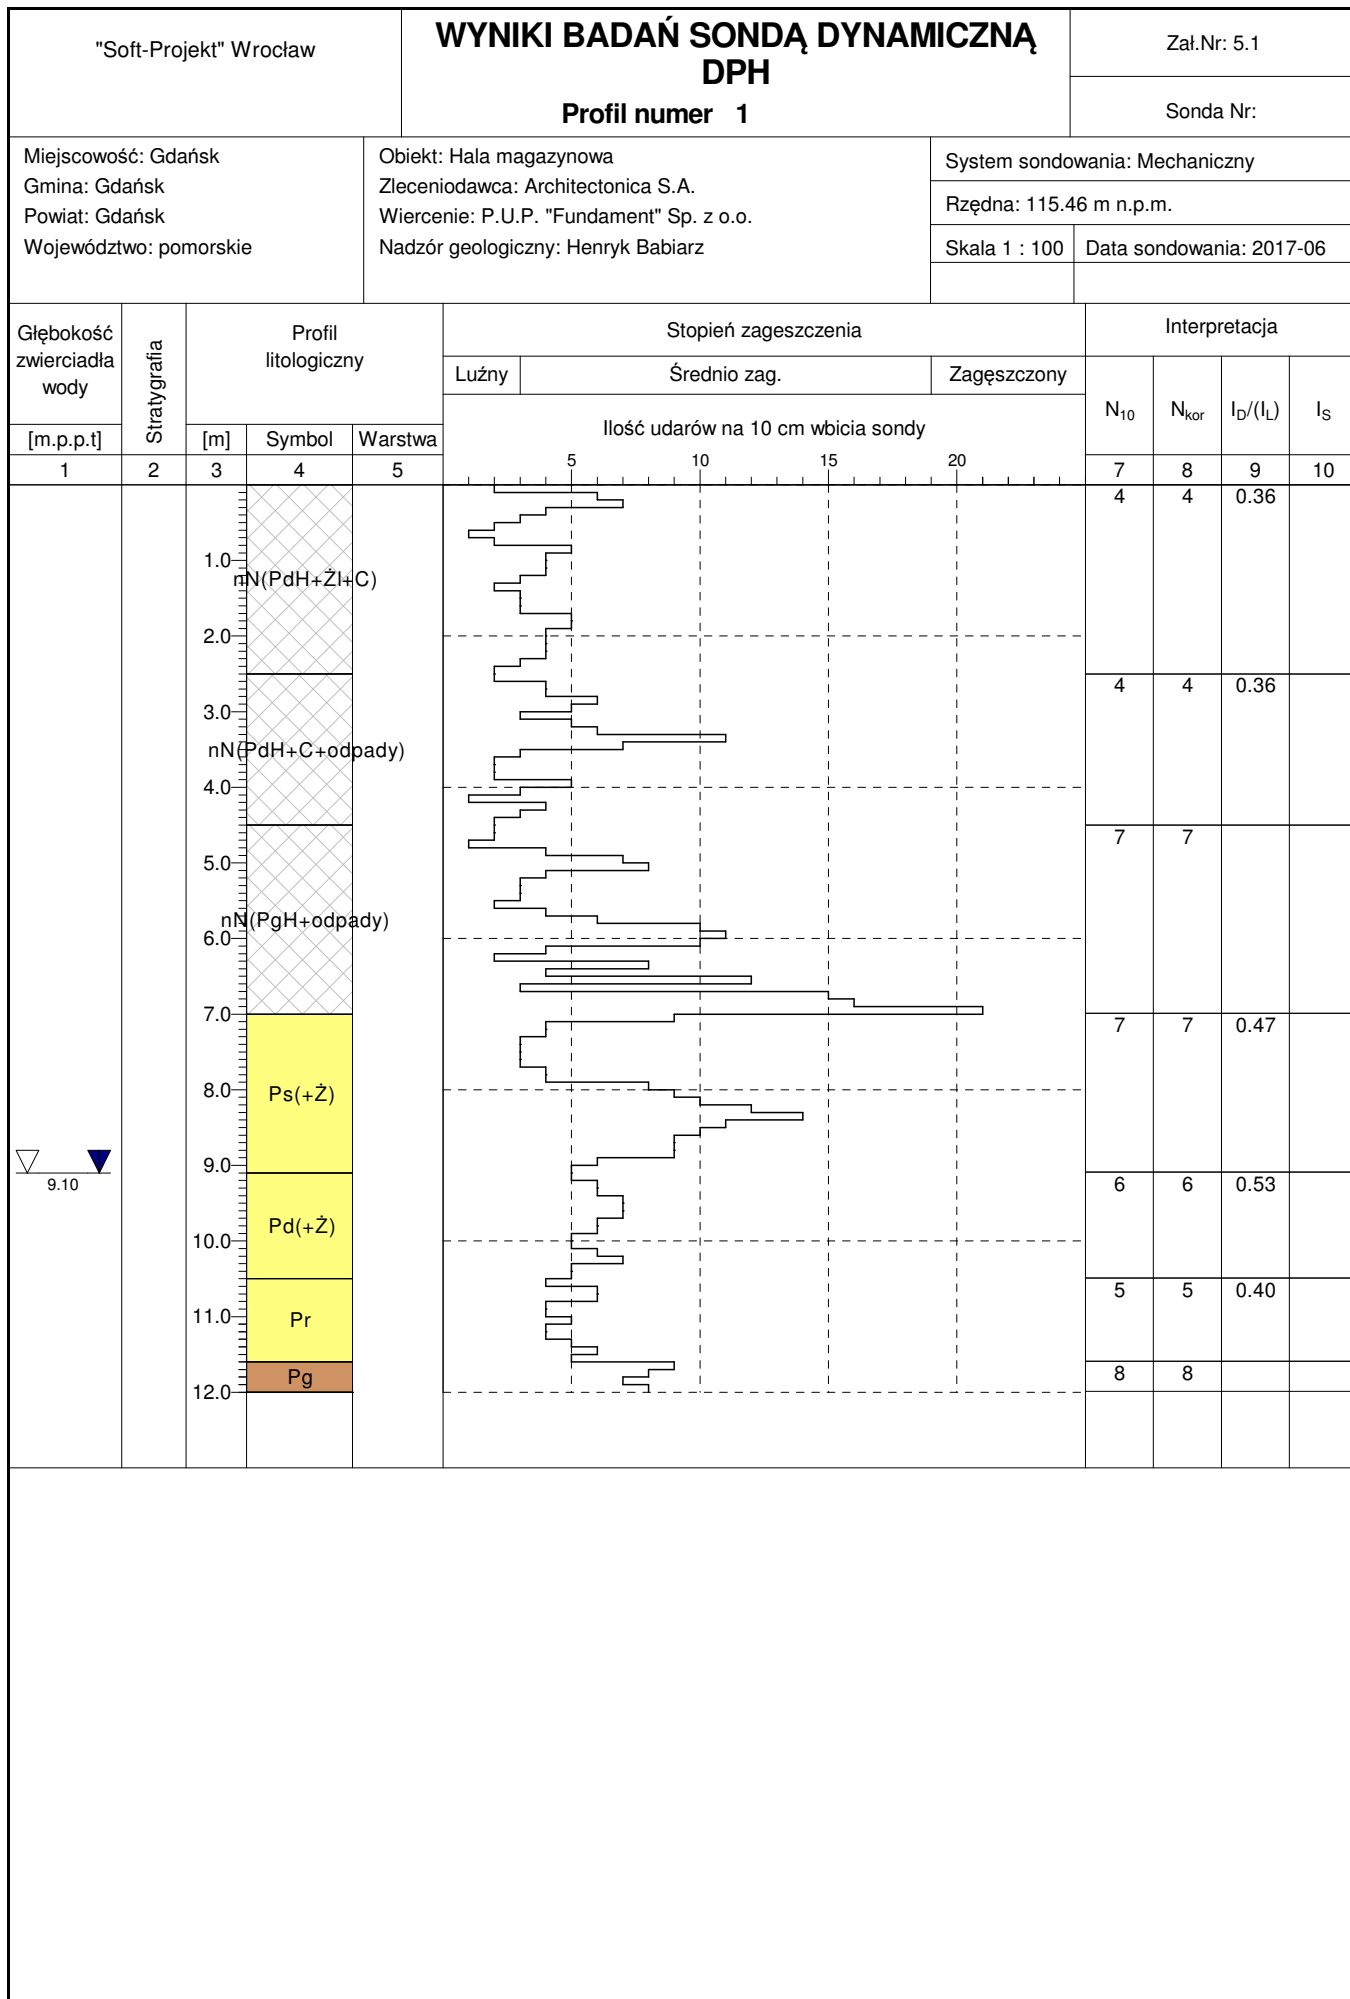 "Soft-Projekt" Wrocław
WYNIKI BADAŃ SONDĄ DYNAMICZNĄ
DPH
Profil numer 1
Zał.Nr: 5.1
Sonda Nr:
Miejscowość: Gdańsk
Gmina: Gdańsk
Powiat: Gdańsk
Województwo: pomorskie
Obiekt: Hala magazynowa
Zleceniodawca: Architectonica S.A.
Wiercenie: P.U.P. "Fundament" Sp. z o.o.
Nadzór geologiczny: Henryk Babiarz
System sondowania: Mechaniczny
Rzędna: 115.46 m n.p.m.
Skala 1 : 100
Data sondowania: 2017-06
Głębokość
zwierciadła
wody
[m.p.p.t]
Stratygrafia
Profil
litologiczny
[m]
Symbol
Warstwa
Stopień zageszczenia
Luźny
Średnio zag.
Zagęszczony
Ilość udarów na 10 cm wbicia sondy
5
10
15
20
Interpretacja
N10
Nkor
ID/(IL)
IS
1
2
3
4
5
7
8
9
10
4 4 0.36
1.0
nN(PdH+Żl+C)
2.0
4 4 0.36
3.0
nN(PdH+C+odpady)
4.0
7 7
5.0
nN(PgH+odpady)
6.0
7.0
7 7 0.47
8.0
Ps(+Ż)
9.0
9.10
6 6 0.53
Pd(+Ż)
10.0
5 5 0.40
11.0
Pr
Pg
8 8
12.0